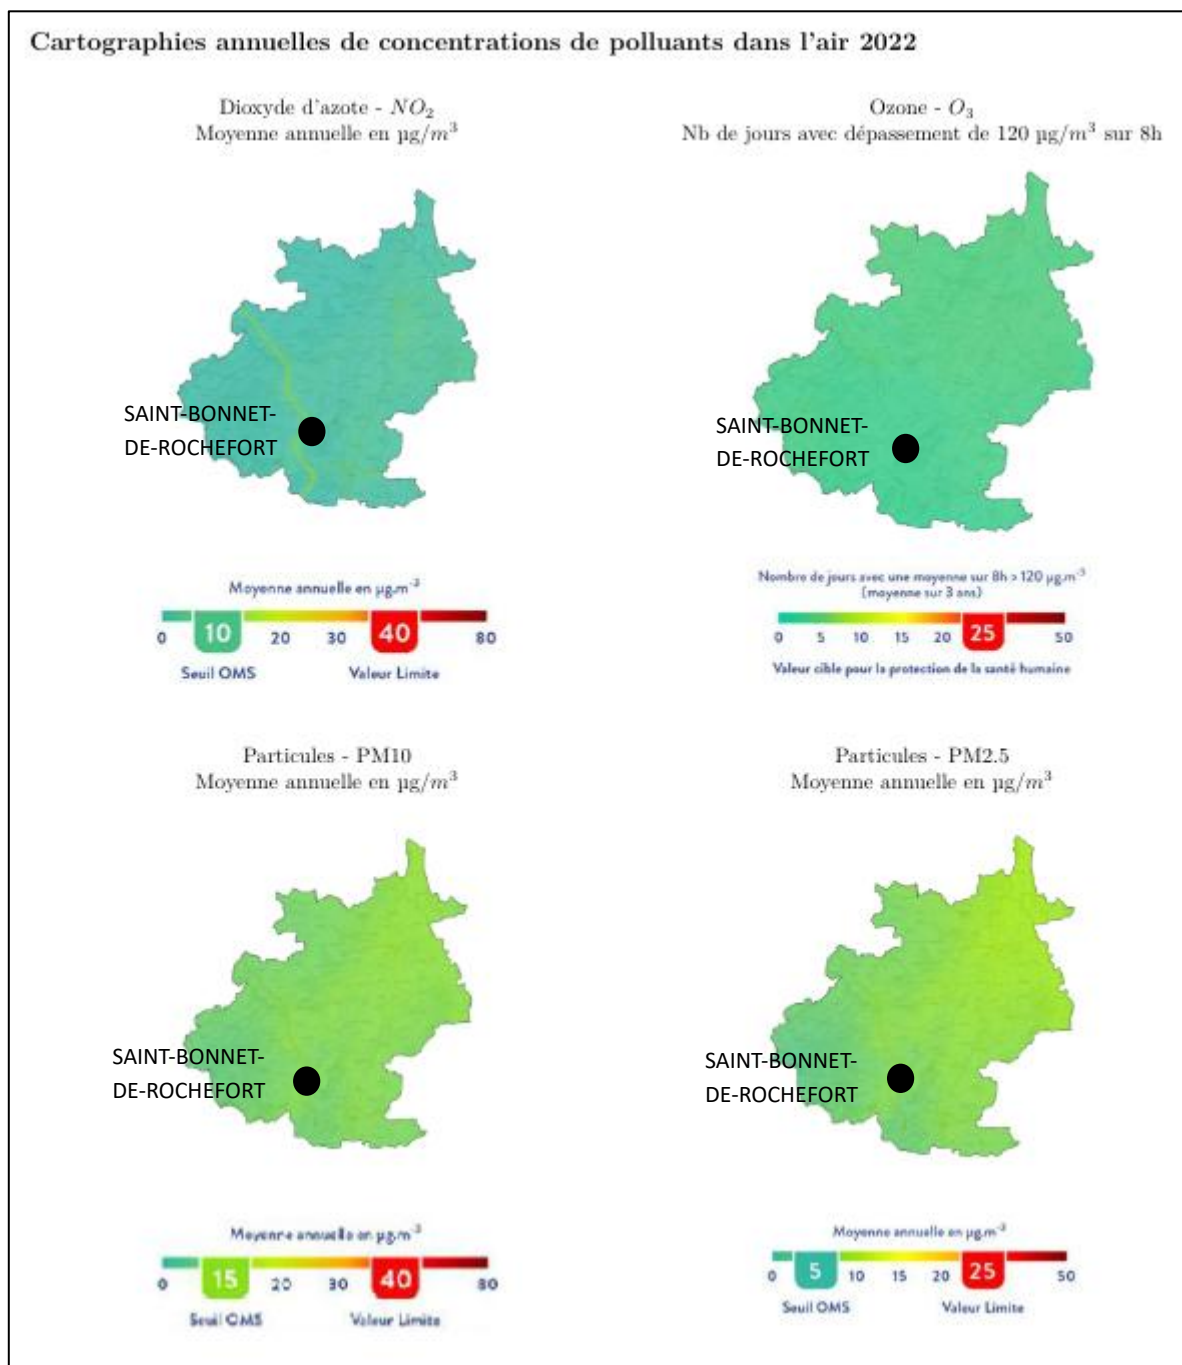 Cartographies annuelles de concentrations de polluants dans l'air 2022
Dioxyde d'azote - NO₂
Moyenne annuelle en µg/m³
SAINT-BONNET-
DE-ROCHEFORT
Moyenne annuelle en µg.m⁻³
0 10 20 30 40 80
Seuil OMS Valeur Limite
Ozone - O₃
Nb de jours avec dépassement de 120 µg/m³ sur 8h
SAINT-BONNET-
DE-ROCHEFORT
Nombre de jours avec une moyenne sur 8h > 120 µg.m⁻³
(moyenne sur 3 ans)
0 5 10 15 20 25 50
Valeur cible pour la protection de la santé humaine
Particules - PM10
Moyenne annuelle en µg/m³
SAINT-BONNET-
DE-ROCHEFORT
Moyenne annuelle en µg.m⁻³
0 15 20 30 40 80
Seuil OMS Valeur Limite
Particules - PM2.5
Moyenne annuelle en µg/m³
SAINT-BONNET-
DE-ROCHEFORT
Moyenne annuelle en µg.m⁻³
0 5 10 15 20 25 50
Seuil OMS Valeur Limite